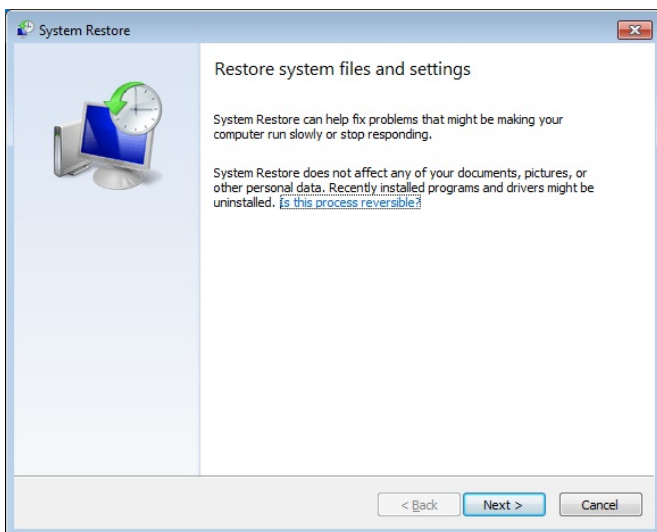 System Restore
Restore system files and settings
System Restore can help fix problems that might be making your
computer run slowly or stop responding.
System Restore does not affect any of your documents, pictures, or
other personal data. Recently installed programs and drivers might be
uninstalled. Is this process reversible?
< Back
Next >
Cancel